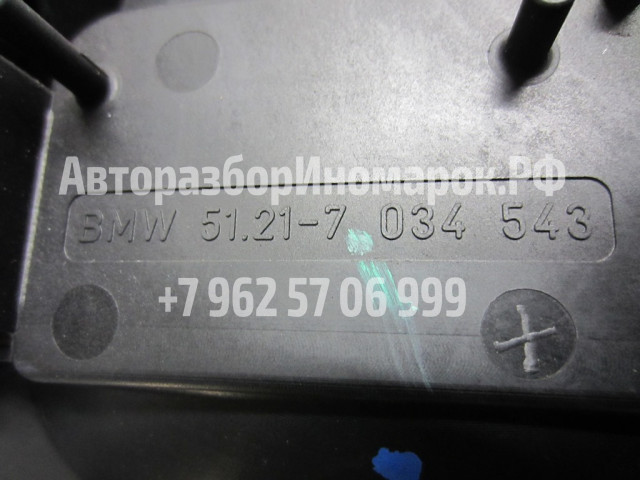 АвторазборИномарок.РФ
BMW 51.21-7 034 543
+7 962 57 06 999